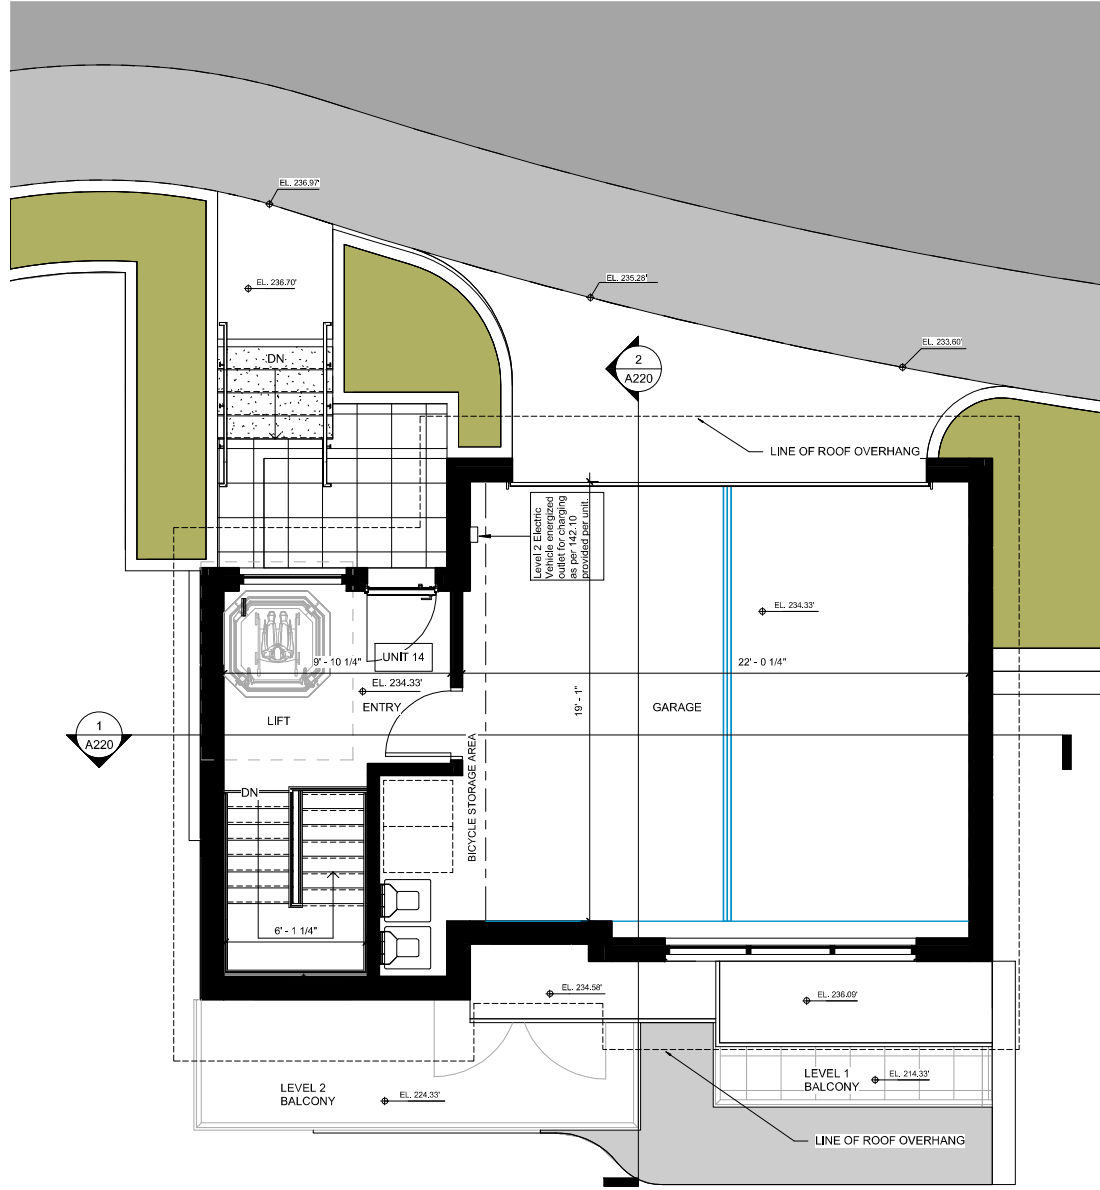 EL. 236.97'
EL. 236.70'
EL. 235.28'
EL. 233.60'
DN
2
A220
LINE OF ROOF OVERHANG
Level 2 Electric
Vehicle energized
outlet for charging
as per 142.10
provided per unit.
EL. 234.33'
9' - 10 1/4"
UNIT 14
22' - 0 1/4"
EL. 234.33'
ENTRY
LIFT
19' - 1"
GARAGE
1
A220
BICYCLE STORAGE AREA
DN
6' - 1 1/4"
EL. 234.58'
EL. 236.09'
LEVEL 2
BALCONY
EL. 224.33'
LEVEL 1
BALCONY
EL. 214.33'
LINE OF ROOF OVERHANG